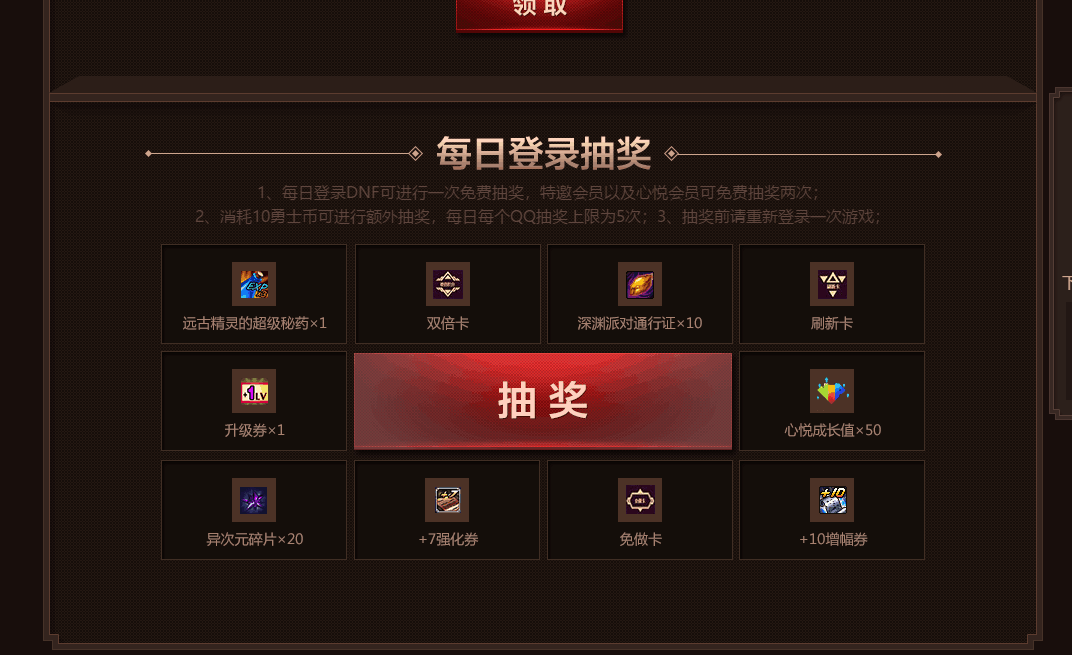 领取
每日登录抽奖
1、每日登录DNF可进行一次免费抽奖，特邀会员以及心悦会员可免费抽奖两次；
2、消耗10勇士币可进行额外抽奖，每日每个QQ抽奖上限为5次；3、抽奖前请重新登录一次游戏；
远古精灵的超级秘药×1
双倍卡
深渊派对通行证×10
刷新卡
+1LV
升级券×1
抽奖
心悦成长值×50
异次元碎片×20
+7
+7强化券
免做卡
+10
+10增幅券
下